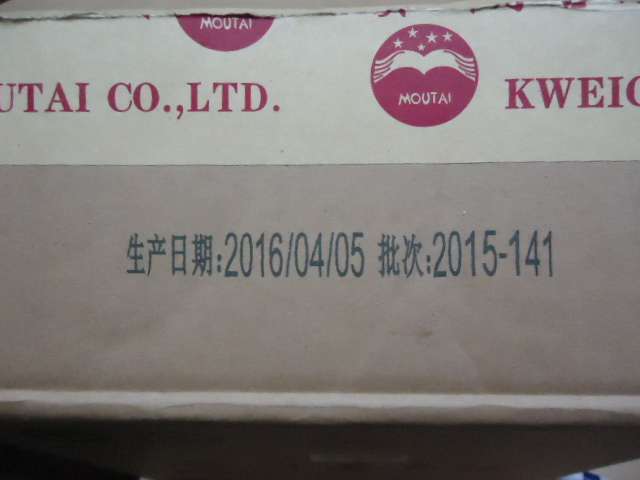 MOUTAI
UTAI CO.,LTD.
MOUTAI
KWEIC
生产日期:2016/04/05 批次:2015-141